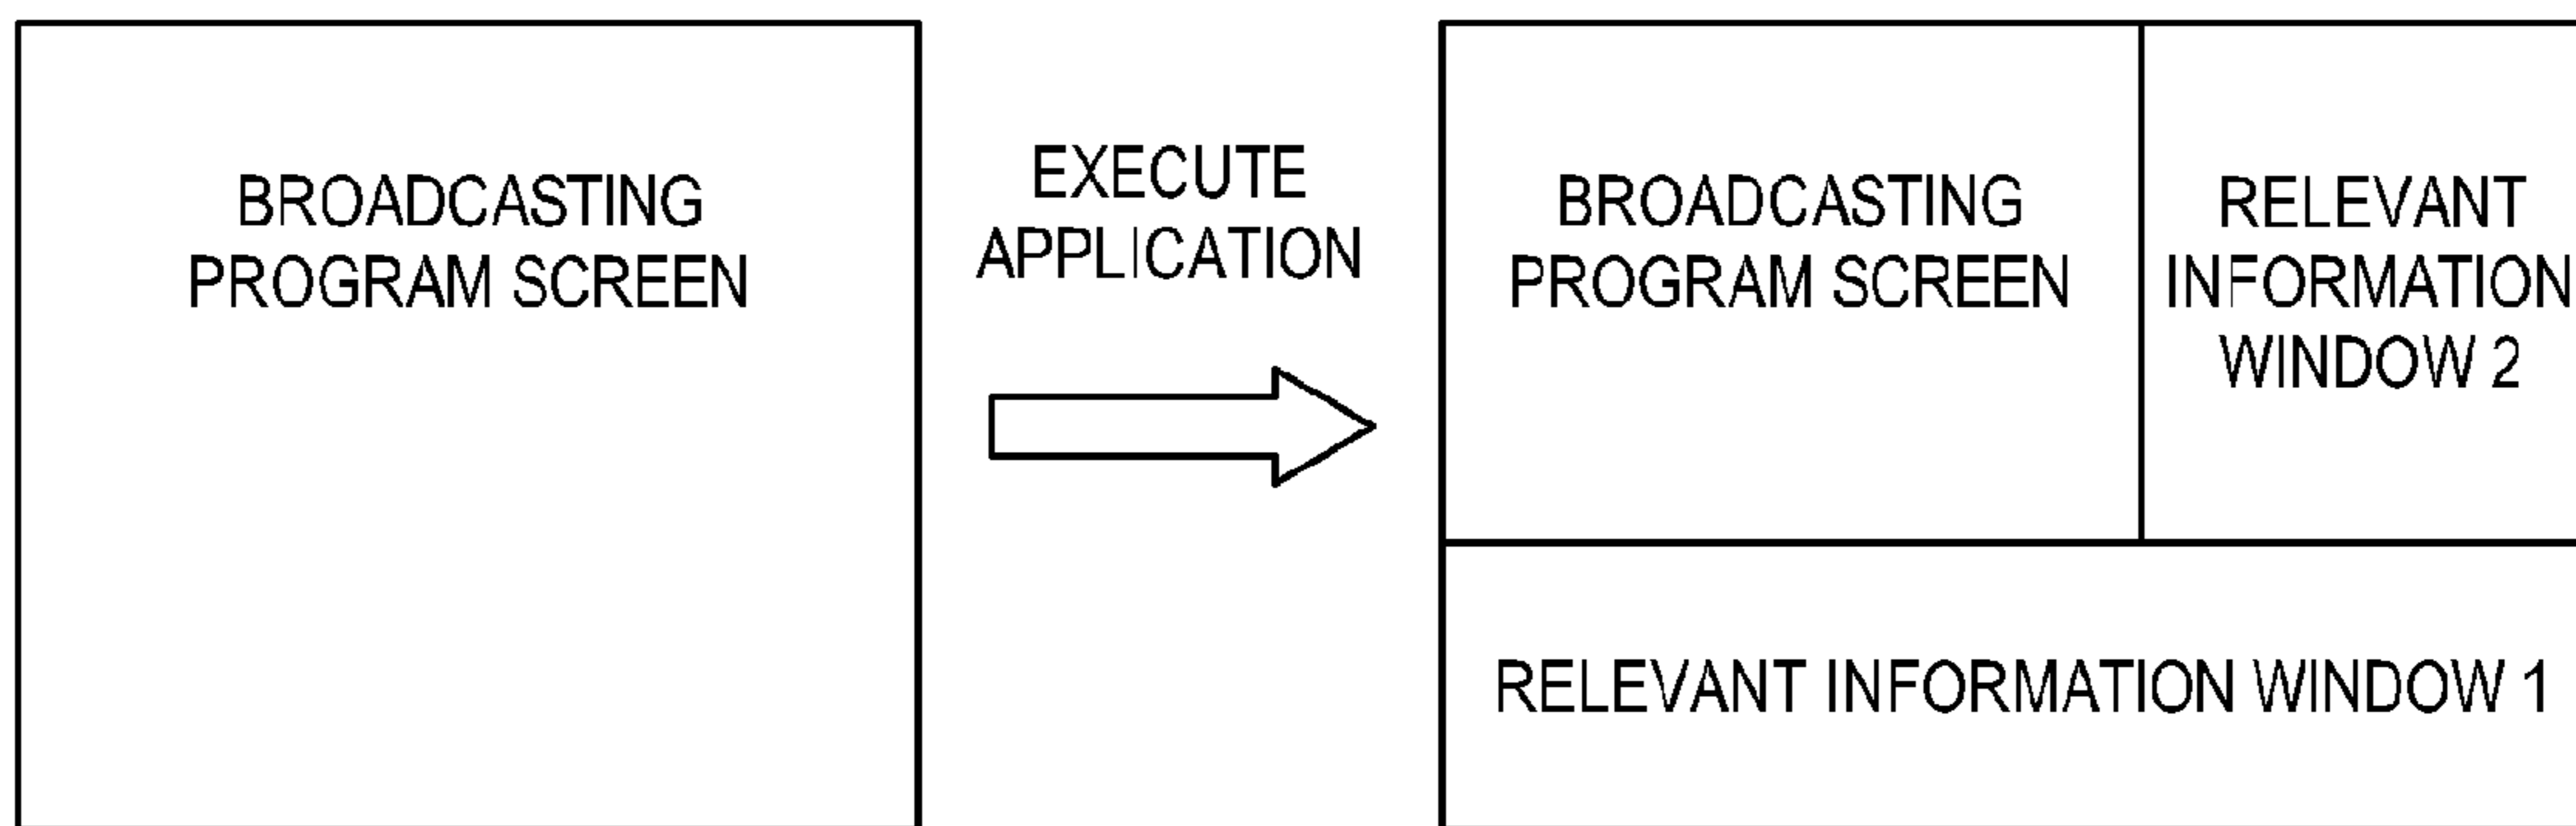 BROADCASTING
PROGRAM SCREEN
EXECUTE
APPLICATION
BROADCASTING
PROGRAM SCREEN
RELEVANT
INFORMATION
WINDOW 2
RELEVANT INFORMATION WINDOW 1